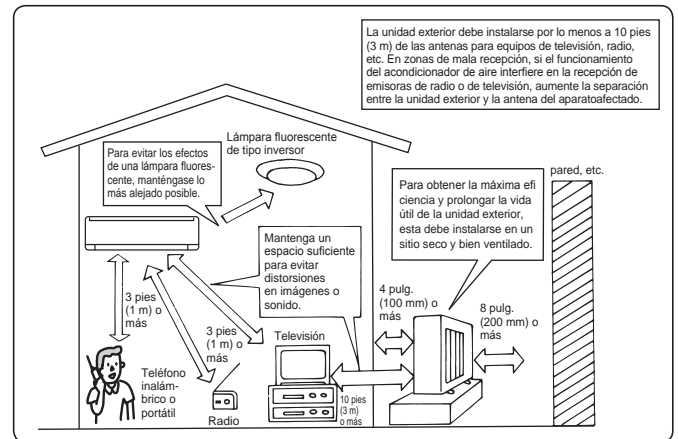 La unidad exterior debe instalarse por lo menos a 10 pies
(3 m) de las antenas para equipos de televisión, radio,
etc. En zonas de mala recepción, si el funcionamiento
del acondicionador de aire interfiere en la recepción de
emisoras de radio o de televisión, aumente la separación
entre la unidad exterior y la antena del aparatoafectado.
Lámpara fluorescente
de tipo inversor
Para evitar los efectos
de una lámpara fluores-
cente, manténgase lo
más alejado posible.
pared, etc.
Para obtener la máxima efi
ciencia y prolongar la vida
útil de la unidad exterior,
esta debe instalarse en un
sitio seco y bien ventilado.
Mantenga un
espacio suficiente
para evitar
distorsiones
en imágenes o
sonido.
3 pies
(1 m) o
más
3 pies
(1 m) o
más
4 pulg.
(100 mm) o
más
8 pulg.
(200 mm) o
más
Televisión
Teléfono
inalám-
brico o
portátil
Radio
10 pies
(3 m)
o más